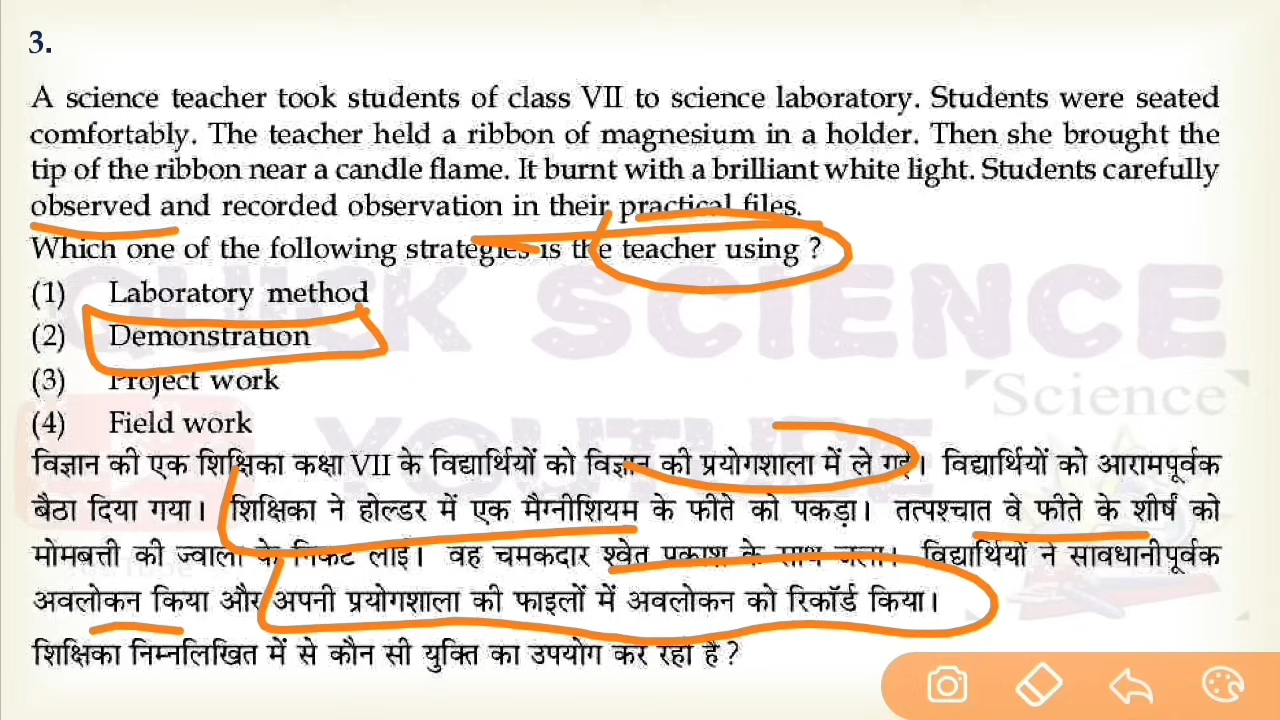 3.
A science teacher took students of class VII to science laboratory. Students were seated
comfortably. The teacher held a ribbon of magnesium in a holder. Then she brought the
tip of the ribbon near a candle flame. It burnt with a brilliant white light. Students carefully
observed and recorded observation in their practical files.
Which one of the following strategies is the teacher using ?
(1) Laboratory method
(2) Demonstration
(3) Project work
(4) Field work
QUICK SCIENCE
YOUTUBE
Science
विज्ञान की एक शिक्षिका कक्षा VII के विद्यार्थियों को विज्ञान की प्रयोगशाला में ले गई। विद्यार्थियों को आरामपूर्वक
बैठा दिया गया। शिक्षिका ने होल्डर में एक मैग्नीशियम के फीते को पकड़ा। तत्पश्चात वे फीते के शीर्ष को
मोमबत्ती की ज्वाला के निकट लाई। वह चमकदार श्वेत प्रकाश के साथ जला। विद्यार्थियों ने सावधानीपूर्वक
अवलोकन किया और अपनी प्रयोगशाला की फाइलों में अवलोकन को रिकॉर्ड किया।
शिक्षिका निम्नलिखित में से कौन सी युक्ति का उपयोग कर रही है ?